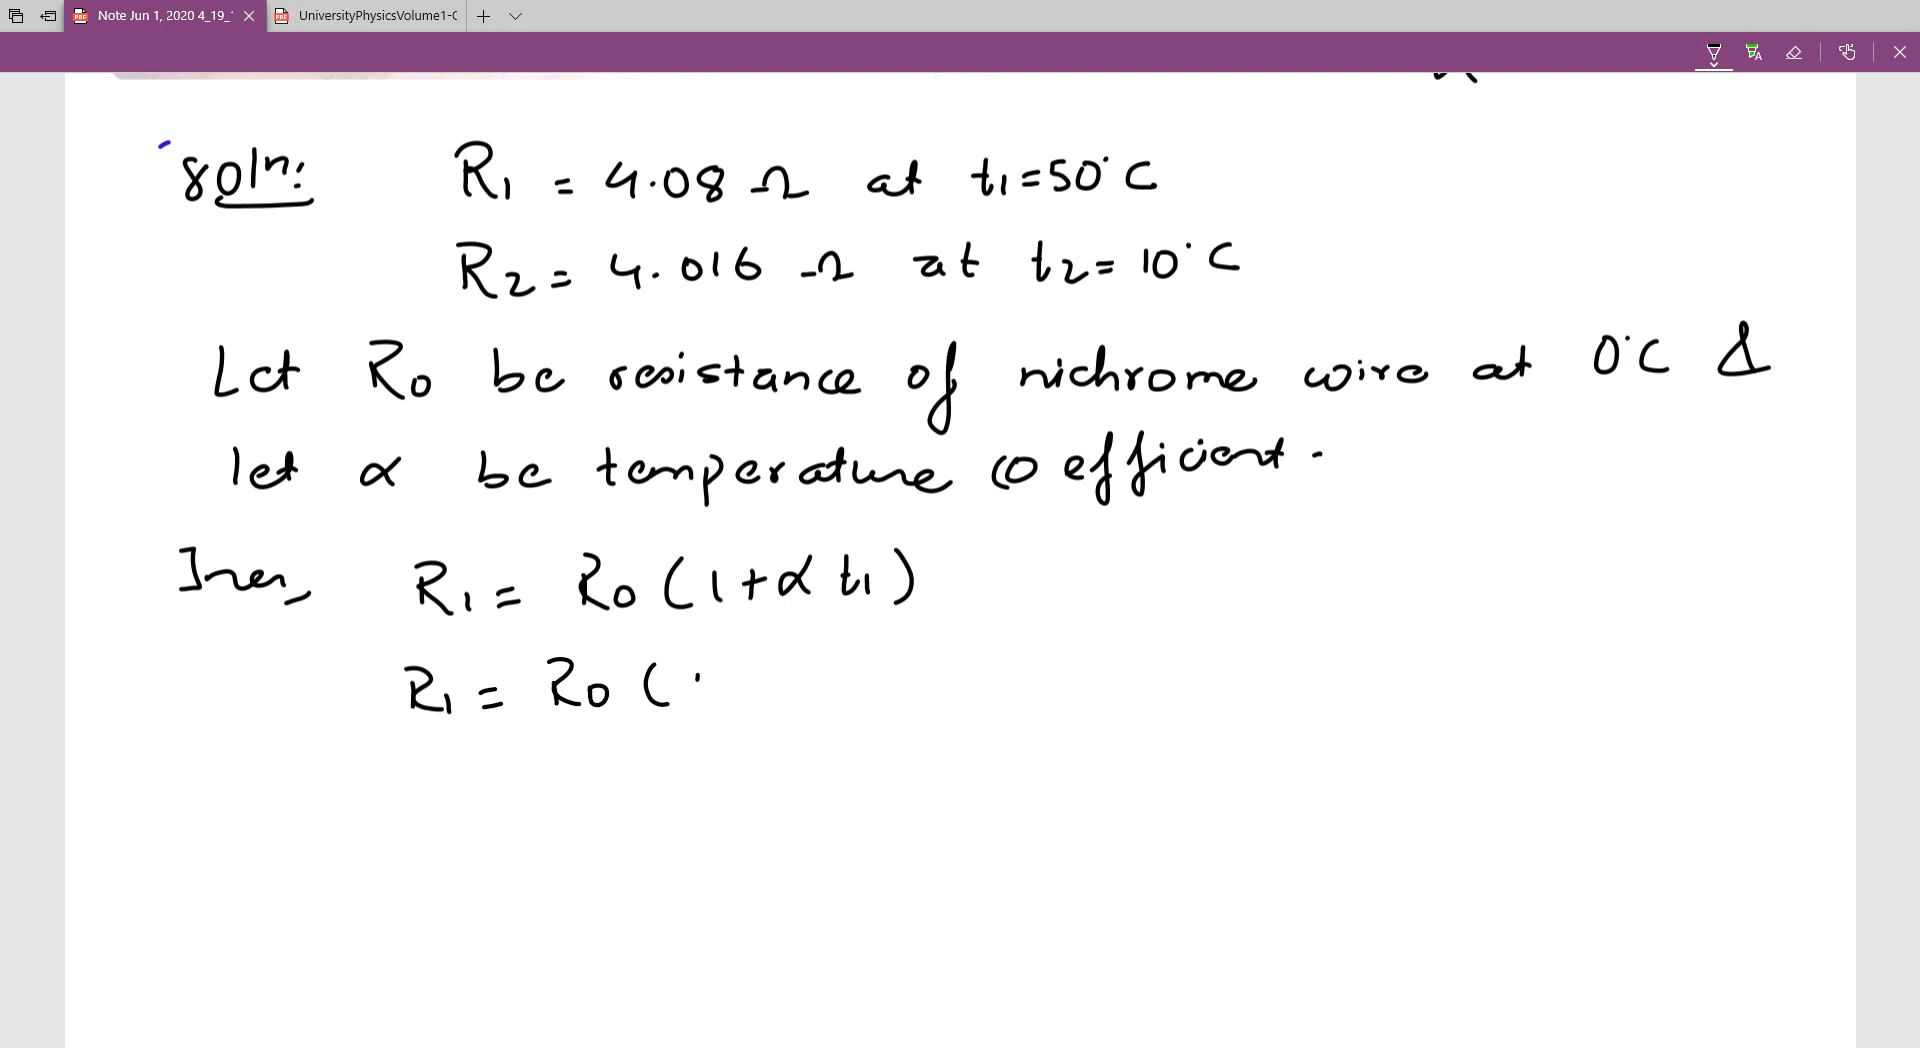 Note Jun 1, 2020 4_19_
UniversityPhysicsVolume1-C
Soln:
R1 = 4.08 Ω at t1=50°C
R2 = 4.016 Ω at t2= 10°C
Let R0 be resistance of nichrome wire at 0°C &
let α be temperature coefficient.
Then, R1 = R0 (1+α t1)
R1 = R0 (